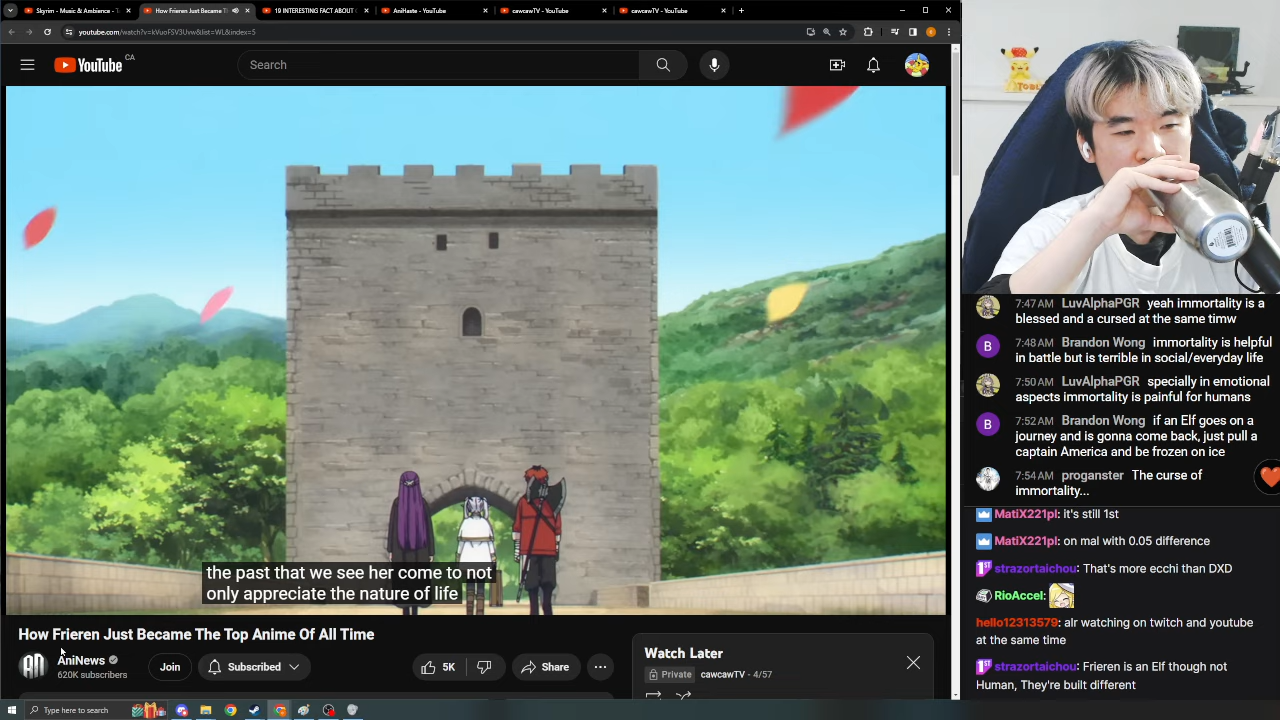 Skyrim - Music & Ambience - T
How Frieren Just Became Th
19 INTERESTING FACT ABOUT
AniHaste - YouTube
cawcawTV - YouTube
cawcawTV - YouTube
youtube.com/watch?v=kVuoFSV3Uvw&list=WL&index=5
YouTube CA
Search
the past that we see her come to not
only appreciate the nature of life
How Frieren Just Became The Top Anime Of All Time
AniNews
620K subscribers
Join
Subscribed
5K
Share
Watch Later
Private cawcawTV - 4/57
7:47 AM LuvAlphaPGR yeah immortality is a
blessed and a cursed at the same timw
B 7:48 AM Brandon Wong immortality is helpful
in battle but is terrible in social/everyday life
7:50 AM LuvAlphaPGR specially in emotional
aspects immortality is painful for humans
B 7:52 AM Brandon Wong if an Elf goes on a
journey and is gonna come back, just pull a
captain America and be frozen on ice
7:54 AM proganster The curse of
immortality...
MatiX221pl: it's still 1st
MatiX221pl: on mal with 0.05 difference
1ST strazortaichou: That's more ecchi than DXD
RioAccel:
hello12313579: alr watching on twitch and youtube
at the same time
1ST strazortaichou: Frieren is an Elf though not
Human, They're built different
Type here to search